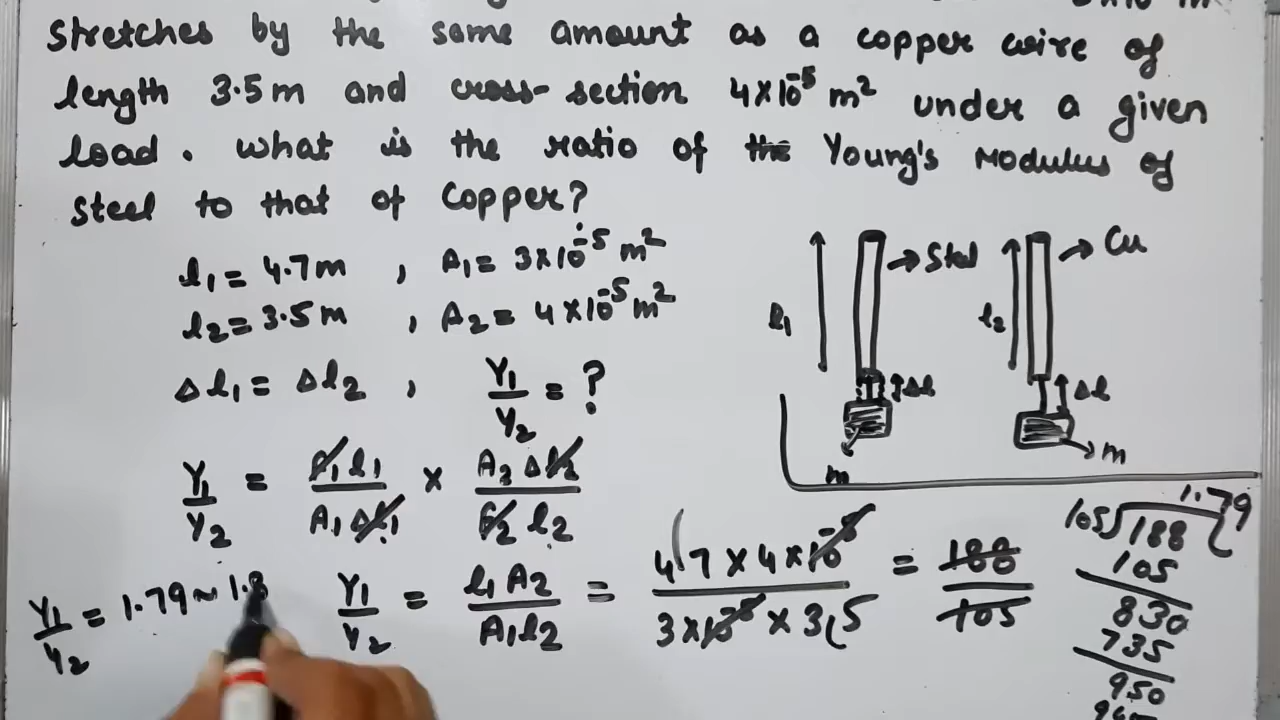 stretches by the same amount as a copper wire of
length 3.5m and cross-section 4×10⁻⁵ m² under a given
load. what is the ratio of the Young's Modulus of
steel to that of copper?
l₁ = 4.7m , A₁ = 3×10⁻⁵ m²
l₂ = 3.5m , A₂ = 4×10⁻⁵ m²
Δl₁ = Δl₂ , Y₁/Y₂ = ?
Y₁/Y₂ = F₁l₁/A₁Δl₁ × A₂Δl₂/F₂l₂
Y₁/Y₂ = l₁A₂/A₁l₂ = 4.7×4×10⁻⁵/3×10⁻⁵×3.5 = 188/105
Y₁/Y₂ = 1.79 ~ 1.8
l₁ → Steel
Δl
m
l₂ → Cu
Δl
→ m
1.79
105 188
105
830
735
950